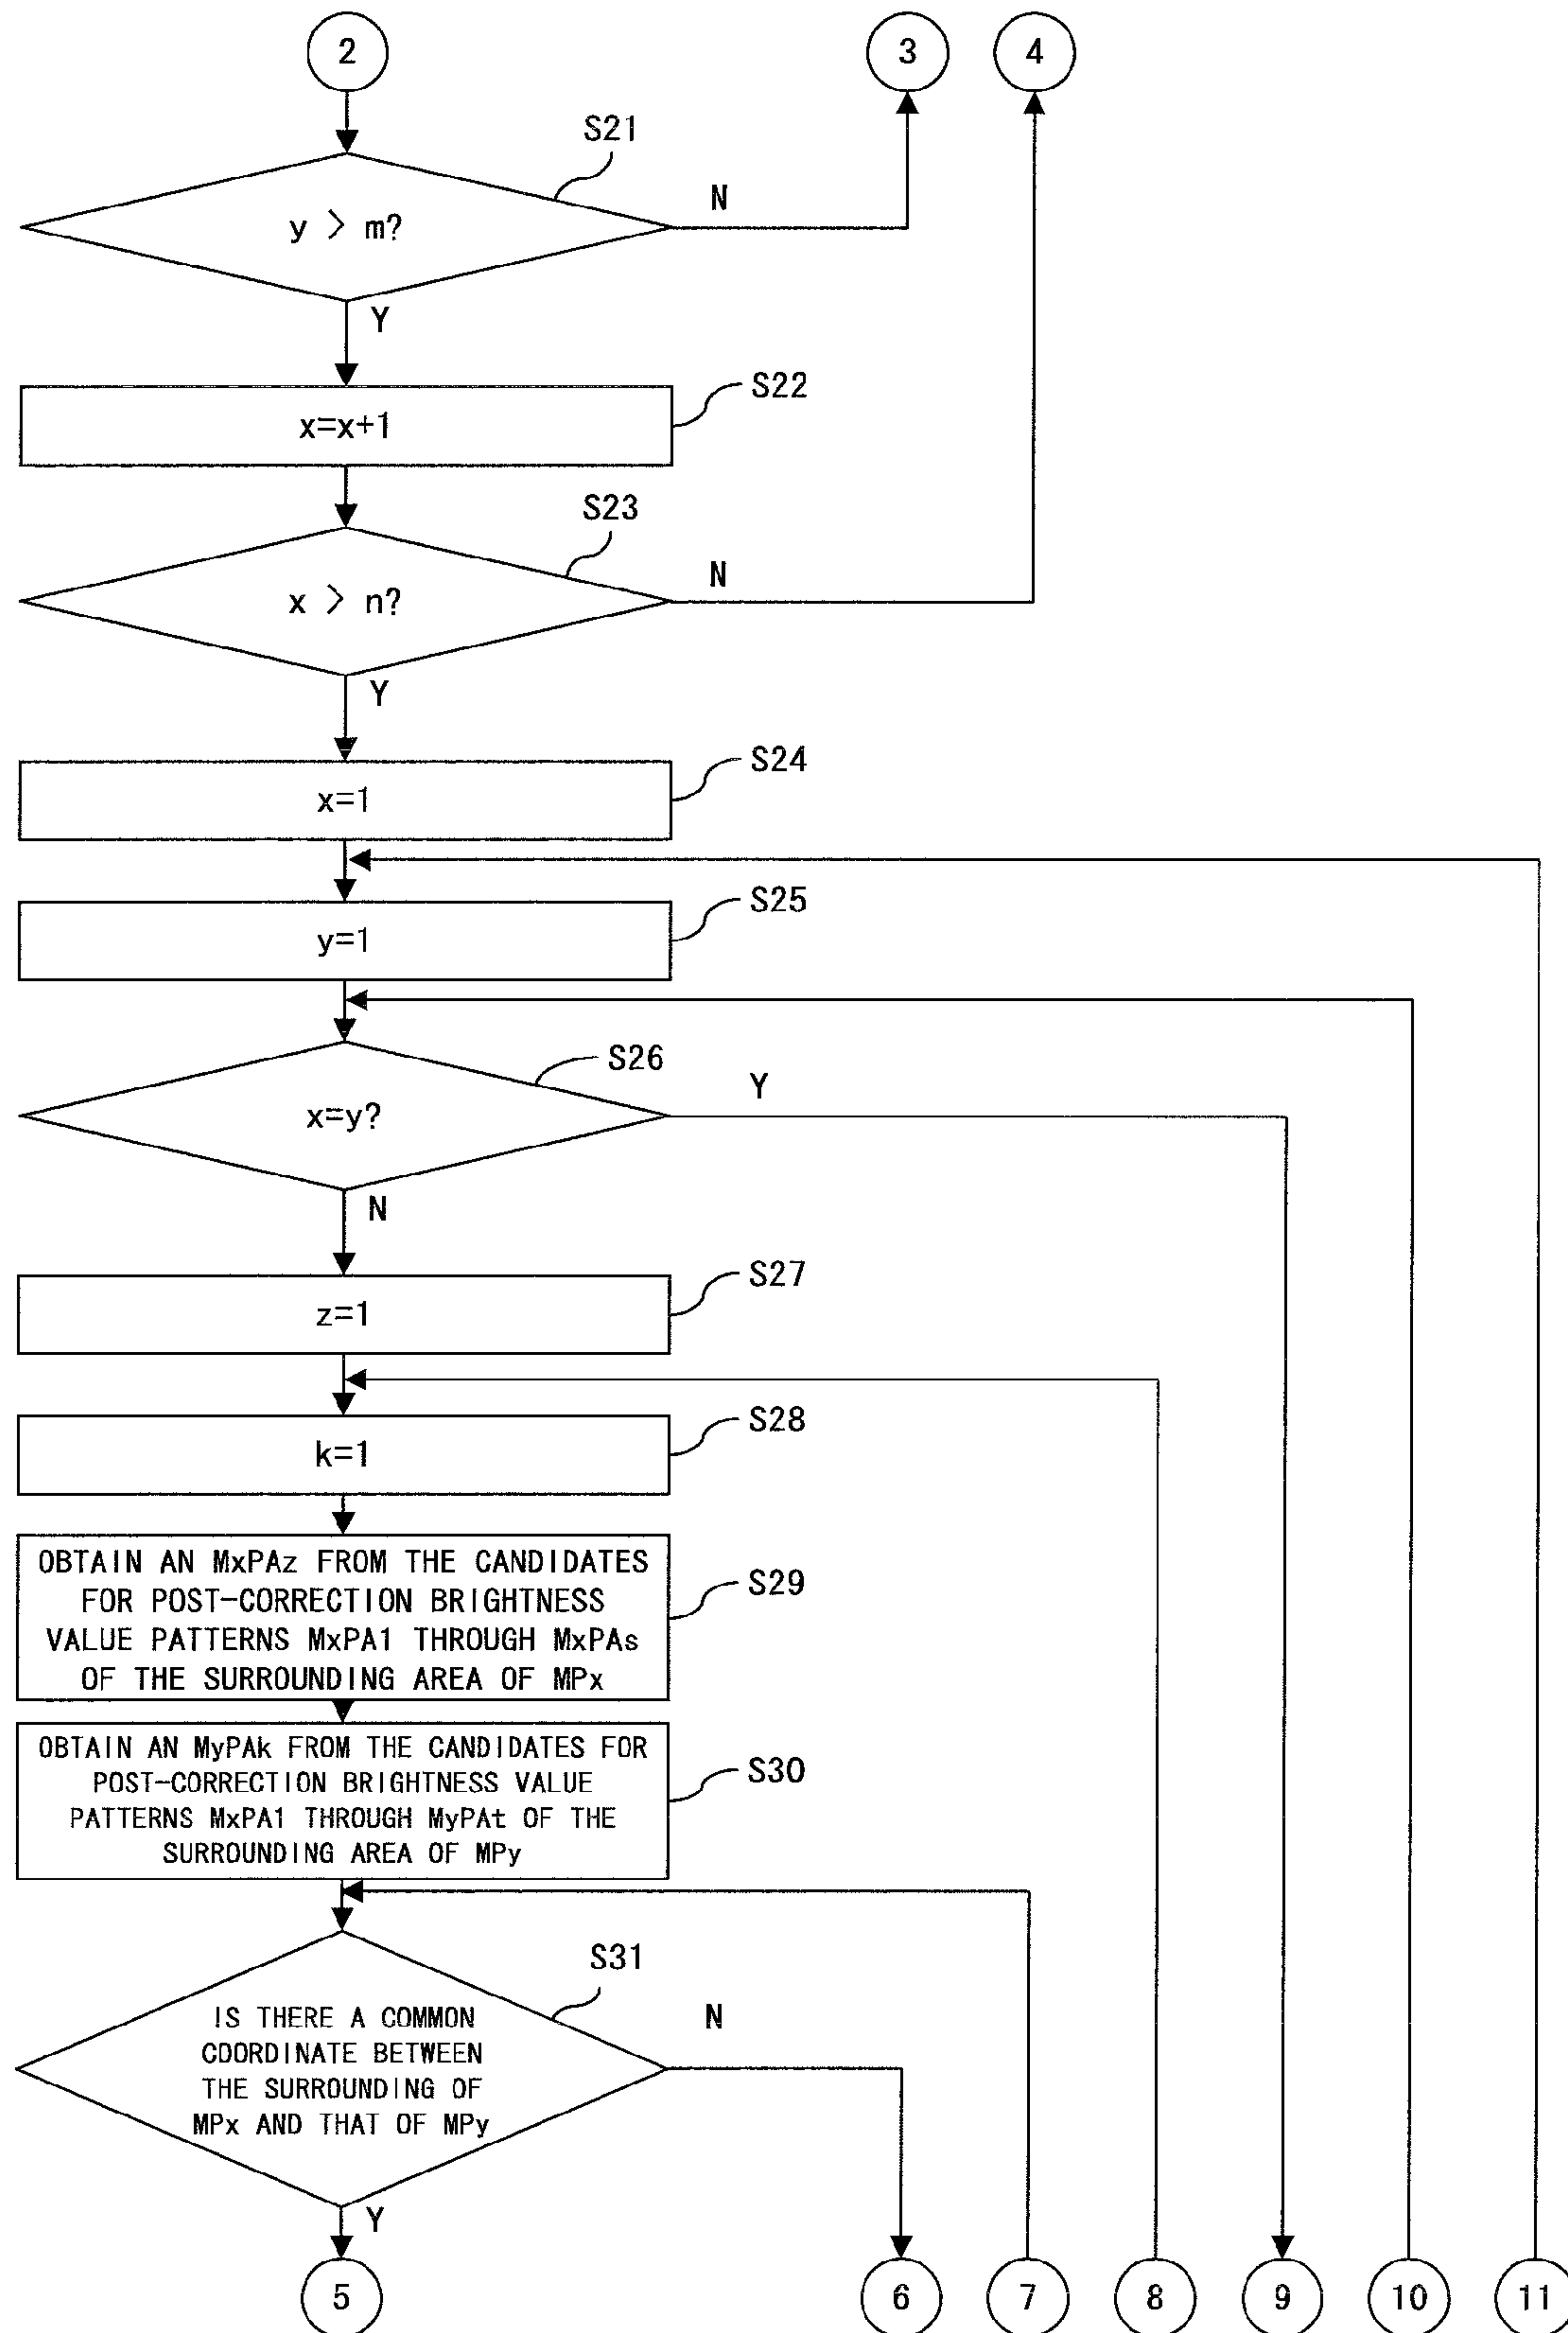 2
3
4
S21
y > m?
N
Y
S22
x=x+1
S23
x > n?
N
Y
S24
x=1
S25
y=1
S26
x=y?
Y
N
S27
z=1
S28
k=1
S29
OBTAIN AN MxPAz FROM THE CANDIDATES
FOR POST-CORRECTION BRIGHTNESS
VALUE PATTERNS MxPA1 THROUGH MxPAs
OF THE SURROUNDING AREA OF MPx
S30
OBTAIN AN MyPAk FROM THE CANDIDATES FOR
POST-CORRECTION BRIGHTNESS VALUE
PATTERNS MxPA1 THROUGH MyPAt OF THE
SURROUNDING AREA OF MPy
S31
IS THERE A COMMON
COORDINATE BETWEEN
THE SURROUNDING OF
MPx AND THAT OF MPy
N
Y
5
6
7
8
9
10
11